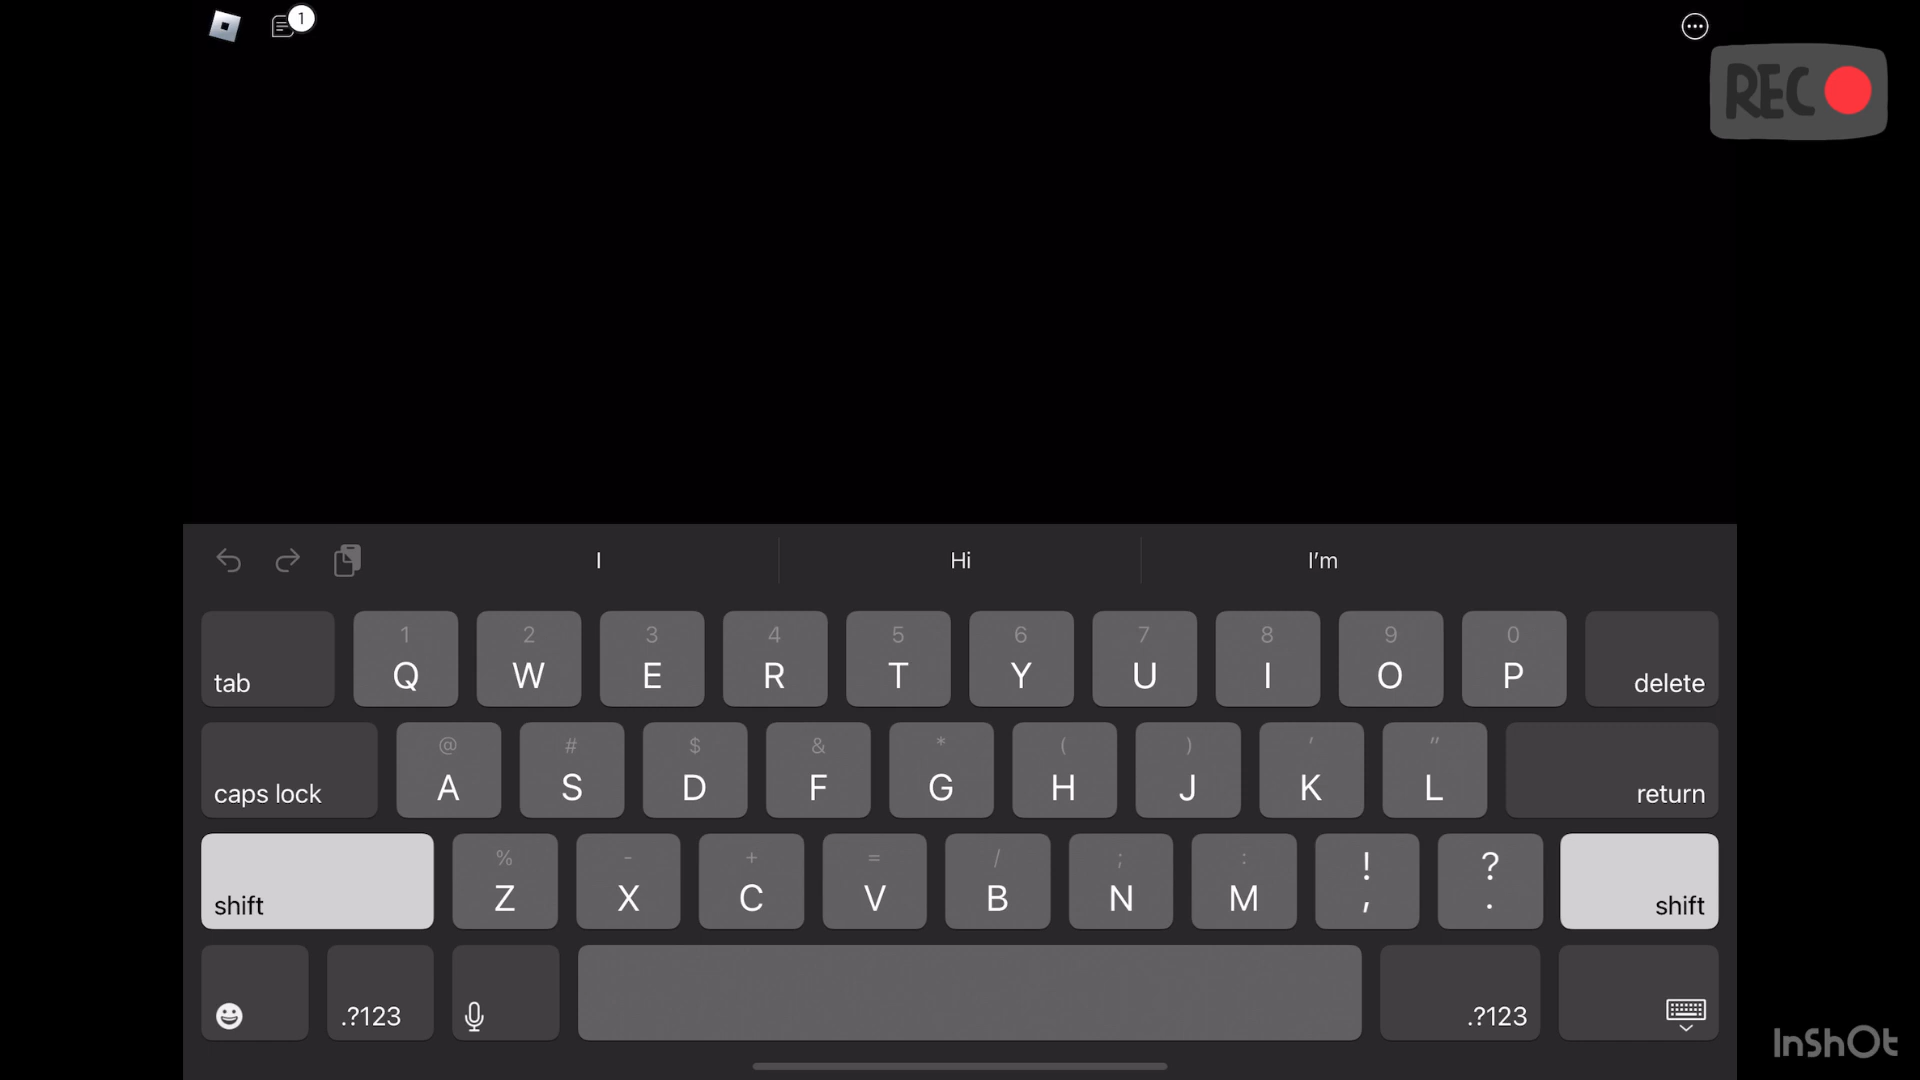 1
REC
I Hi I'm
1 2 3 4 5 6 7 8 9 0
tab Q W E R T Y U I O P delete
@ # $ & * ( ) ' "
caps lock A S D F G H J K L return
% - + = / ; : ! ?
shift Z X C V B N M , . shift
.?123 .?123
InShOt